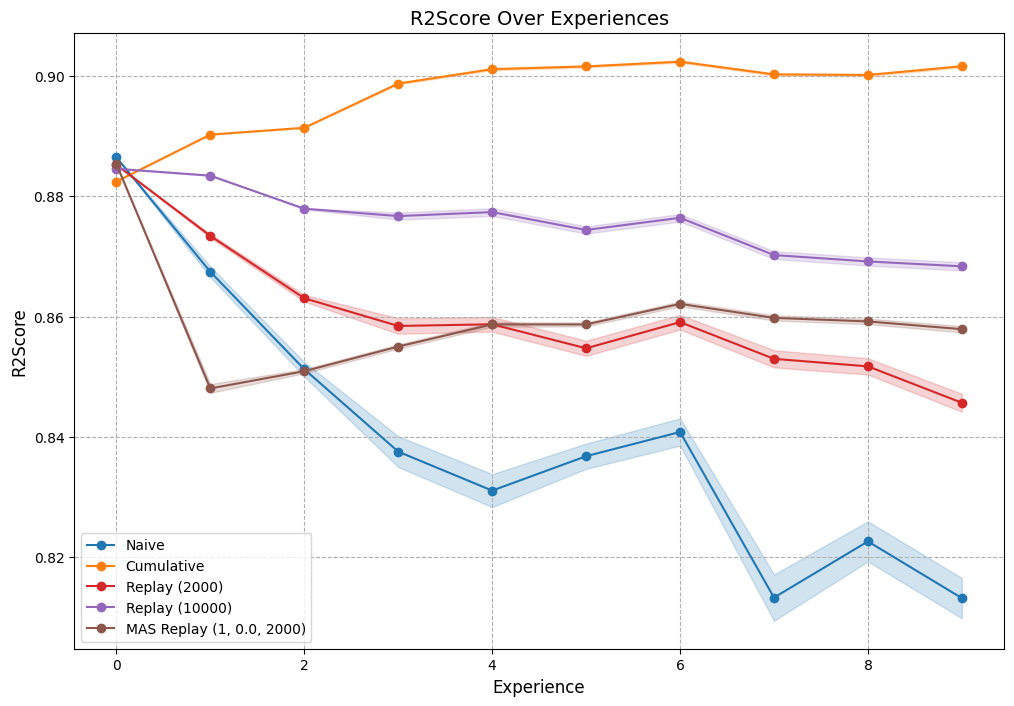 R2Score Over Experiences
R2Score
0.90
0.88
0.86
0.84
0.82
Naive
Cumulative
Replay (2000)
Replay (10000)
MAS Replay (1, 0.0, 2000)
0 2 4 6 8
Experience